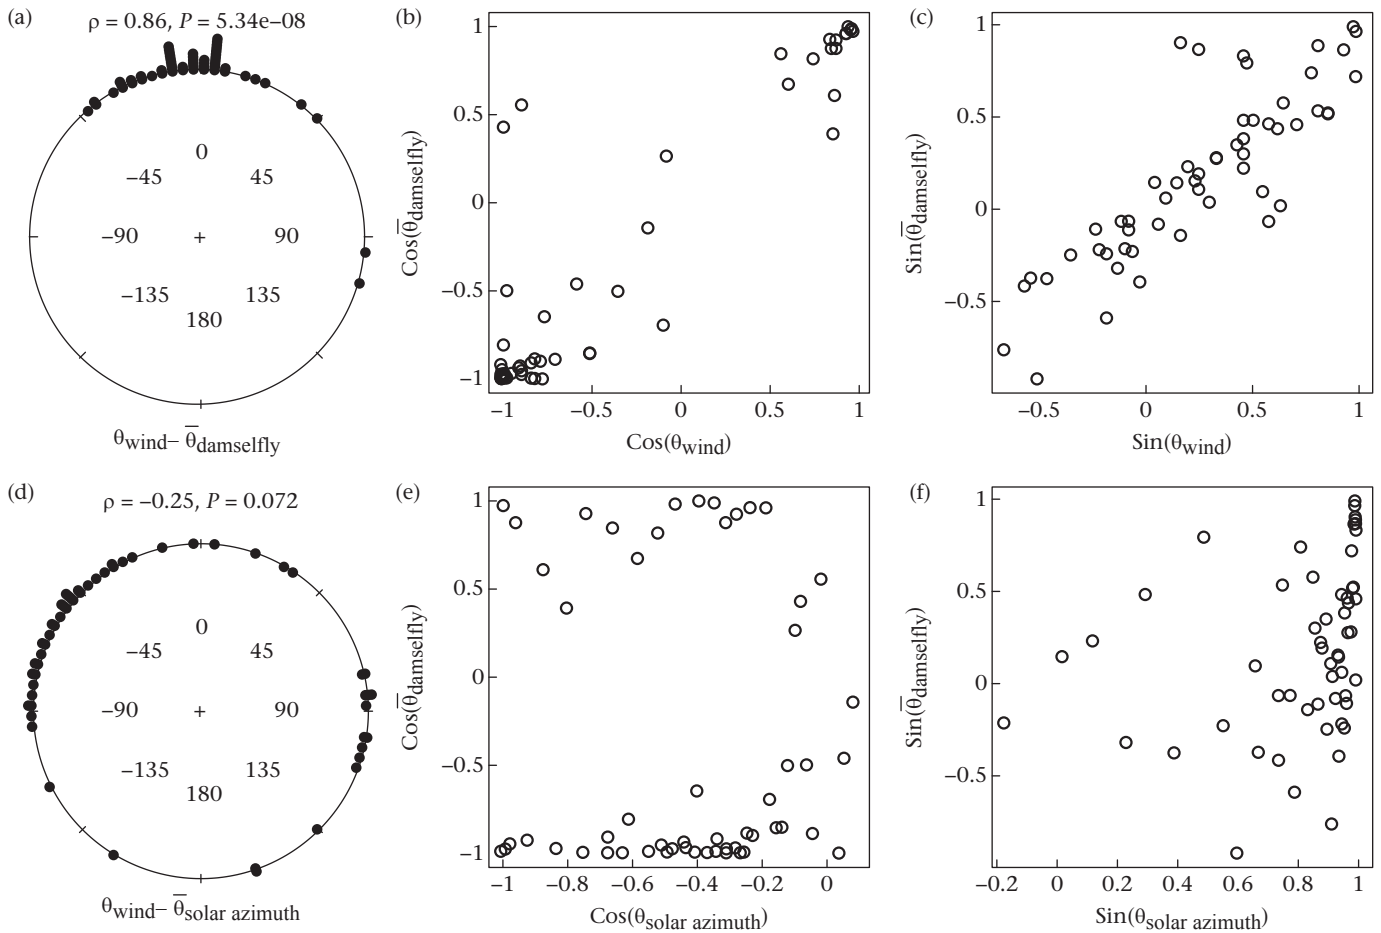 (a)
ρ = 0.86, P = 5.34e–08
0
–45 45
–90 + 90
–135 135
180
θwind– θ̅damselfly
(b)
1
0.5
0
–0.5
–1
–1 –0.5 0 0.5 1
Cos(θ̅damselfly)
Cos(θwind)
(c)
1
0.5
0
–0.5
–0.5 0 0.5 1
Sin(θ̅damselfly)
Sin(θwind)
(d)
ρ = –0.25, P = 0.072
0
–45 45
–90 + 90
–135 135
180
θwind– θ̅solar azimuth
(e)
1
0.5
0
–0.5
–1
–1 –0.8 –0.6 –0.4 –0.2 0
Cos(θ̅damselfly)
Cos(θsolar azimuth)
(f)
1
0.5
0
–0.5
–0.2 0 0.2 0.4 0.6 0.8 1
Sin(θ̅damselfly)
Sin(θsolar azimuth)